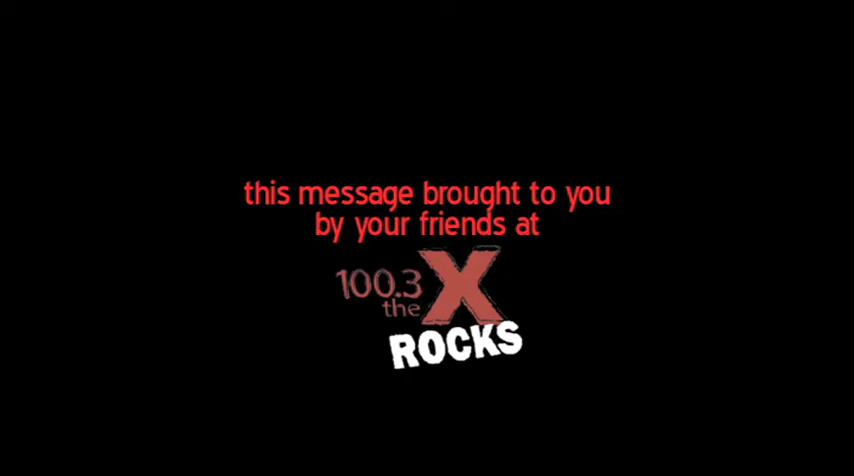 this message brought to you
by your friends at
100.3
the X
ROCKS